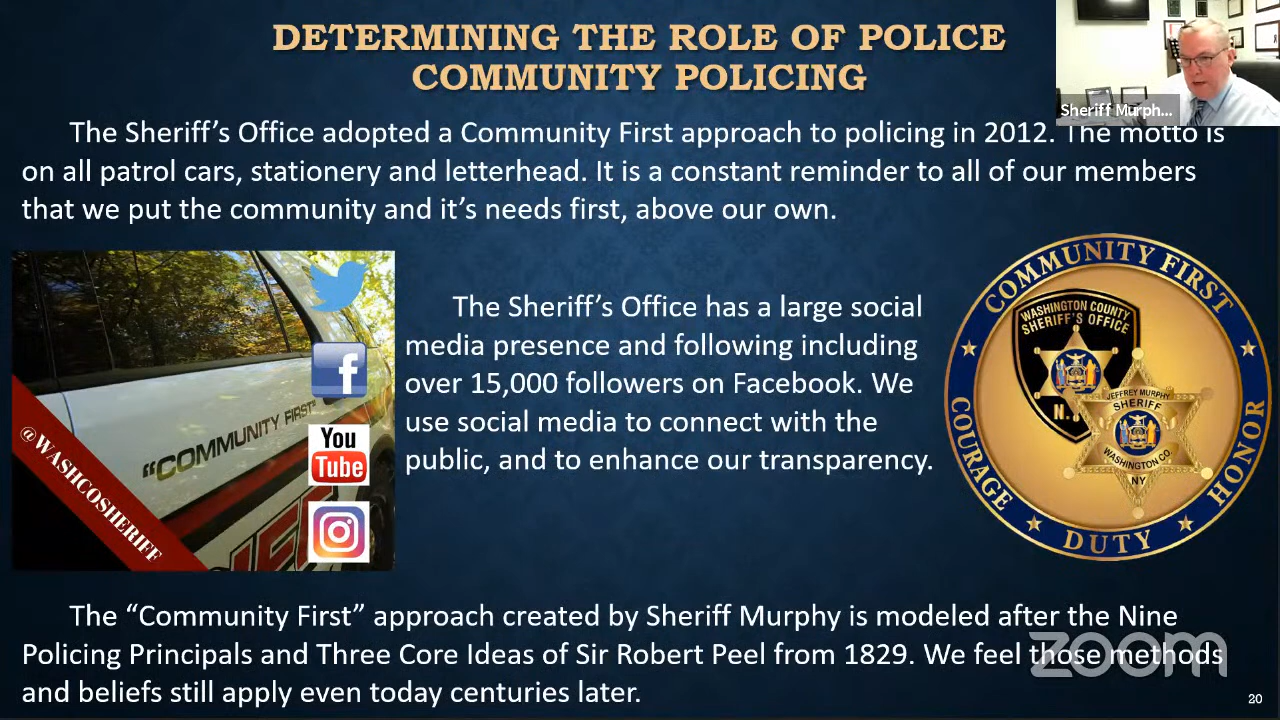 DETERMINING THE ROLE OF POLICE
COMMUNITY POLICING
Sheriff Murph...
The Sheriff's Office adopted a Community First approach to policing in 2012. The motto is
on all patrol cars, stationery and letterhead. It is a constant reminder to all of our members
that we put the community and it's needs first, above our own.
"COMMUNITY FIRST"
@WASHCOSHERIFF
f
You
Tube
The Sheriff's Office has a large social
media presence and following including
over 15,000 followers on Facebook. We
use social media to connect with the
public, and to enhance our transparency.
COMMUNITY FIRST
WASHINGTON COUNTY
SHERIFF'S OFFICE
N.
JEFFREY MURPHY
SHERIFF
WASHINGTON CO.
NY
COURAGE
DUTY
HONOR
The “Community First” approach created by Sheriff Murphy is modeled after the Nine
Policing Principals and Three Core Ideas of Sir Robert Peel from 1829. We feel those methods
and beliefs still apply even today centuries later.
zoom
20